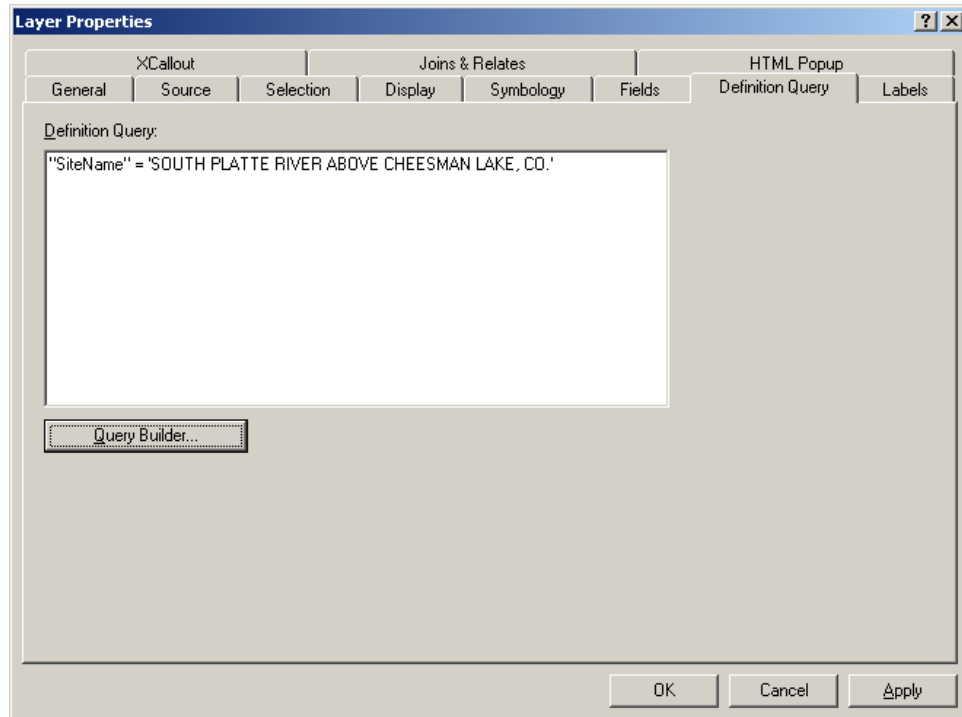 Layer Properties
? X
XCallout Joins & Relates HTML Popup
General Source Selection Display Symbology Fields Definition Query Labels
Definition Query:
"SiteName" = 'SOUTH PLATTE RIVER ABOVE CHEESMAN LAKE, CO.'
Query Builder...
OK Cancel Apply